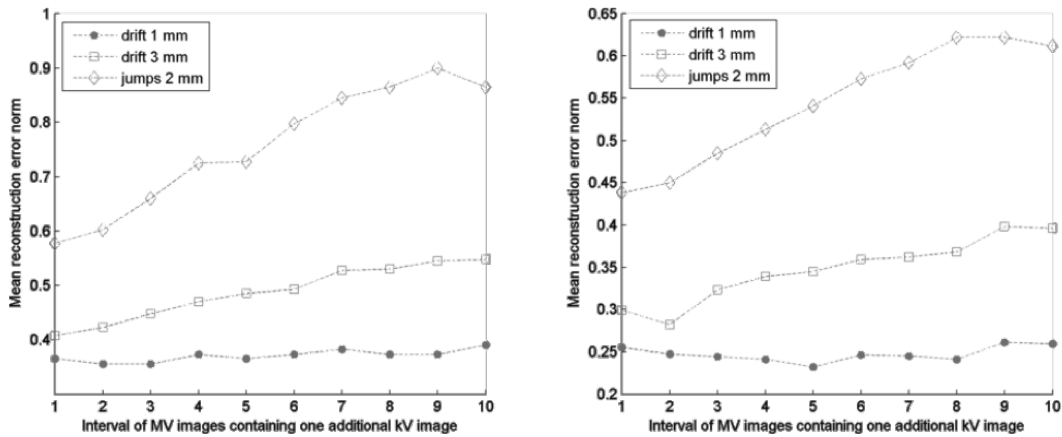 1
0.9
0.8
0.7
0.6
0.5
0.4
Mean reconstruction error norm
drift 1 mm
drift 3 mm
jumps 2 mm
1 2 3 4 5 6 7 8 9 10
Interval of MV images containing one additional kV image
0.65
0.6
0.55
0.5
0.45
0.4
0.35
0.3
0.25
0.2
Mean reconstruction error norm
drift 1 mm
drift 3 mm
jumps 2 mm
1 2 3 4 5 6 7 8 9 10
Interval of MV images containing one additional kV image